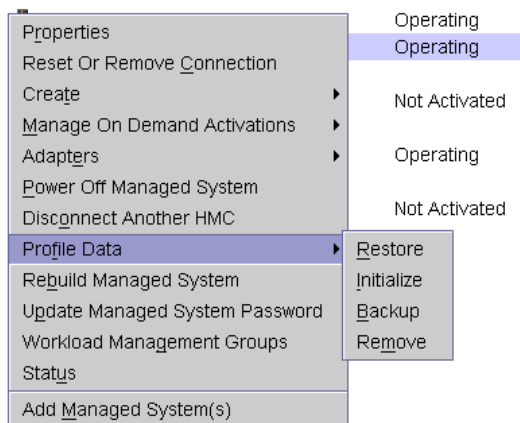 Properties
Reset Or Remove Connection
Create
Manage On Demand Activations
Adapters
Power Off Managed System
Disconnect Another HMC
Profile Data
Rebuild Managed System
Update Managed System Password
Workload Management Groups
Status
Add Managed System(s)
Restore
Initialize
Backup
Remove
Operating
Operating
Not Activated
Operating
Not Activated